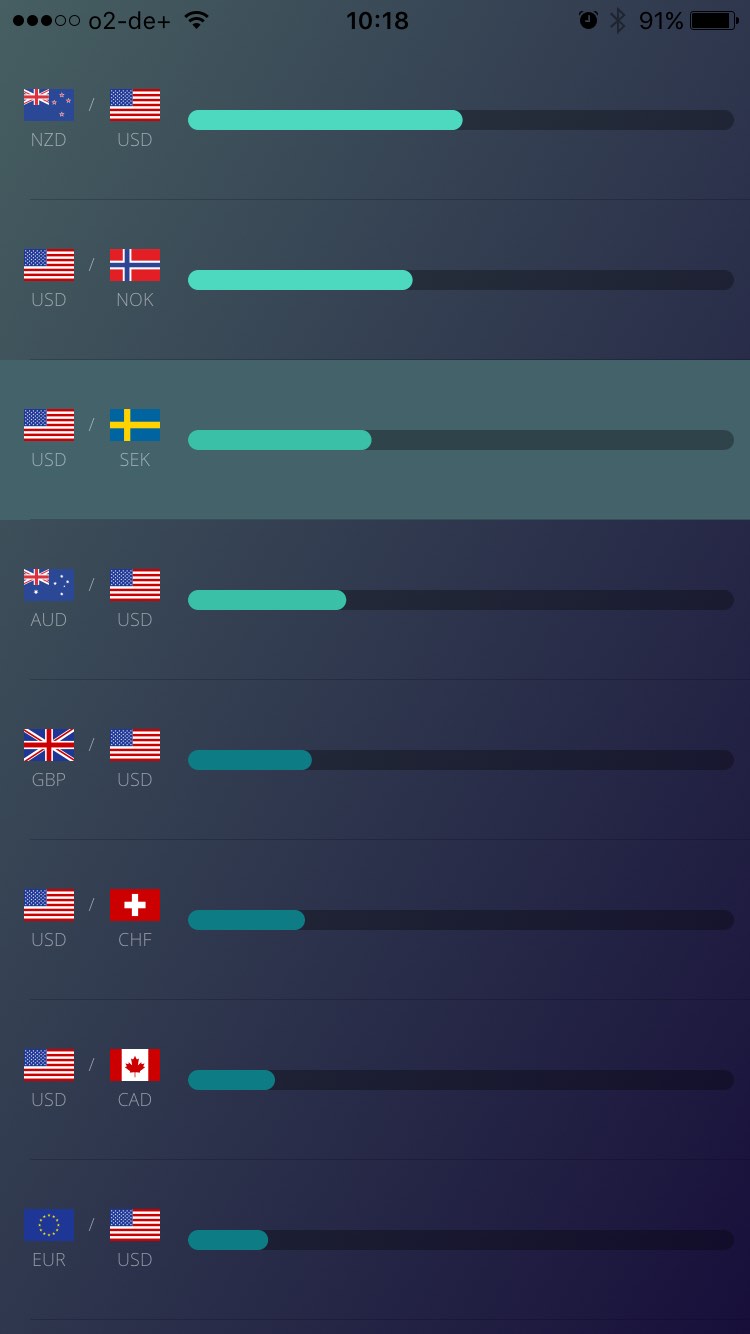 o2-de+ 10:18 91%
/
NZD USD
/
USD NOK
/
USD SEK
/
AUD USD
/
GBP USD
/
USD CHF
/
USD CAD
/
EUR USD